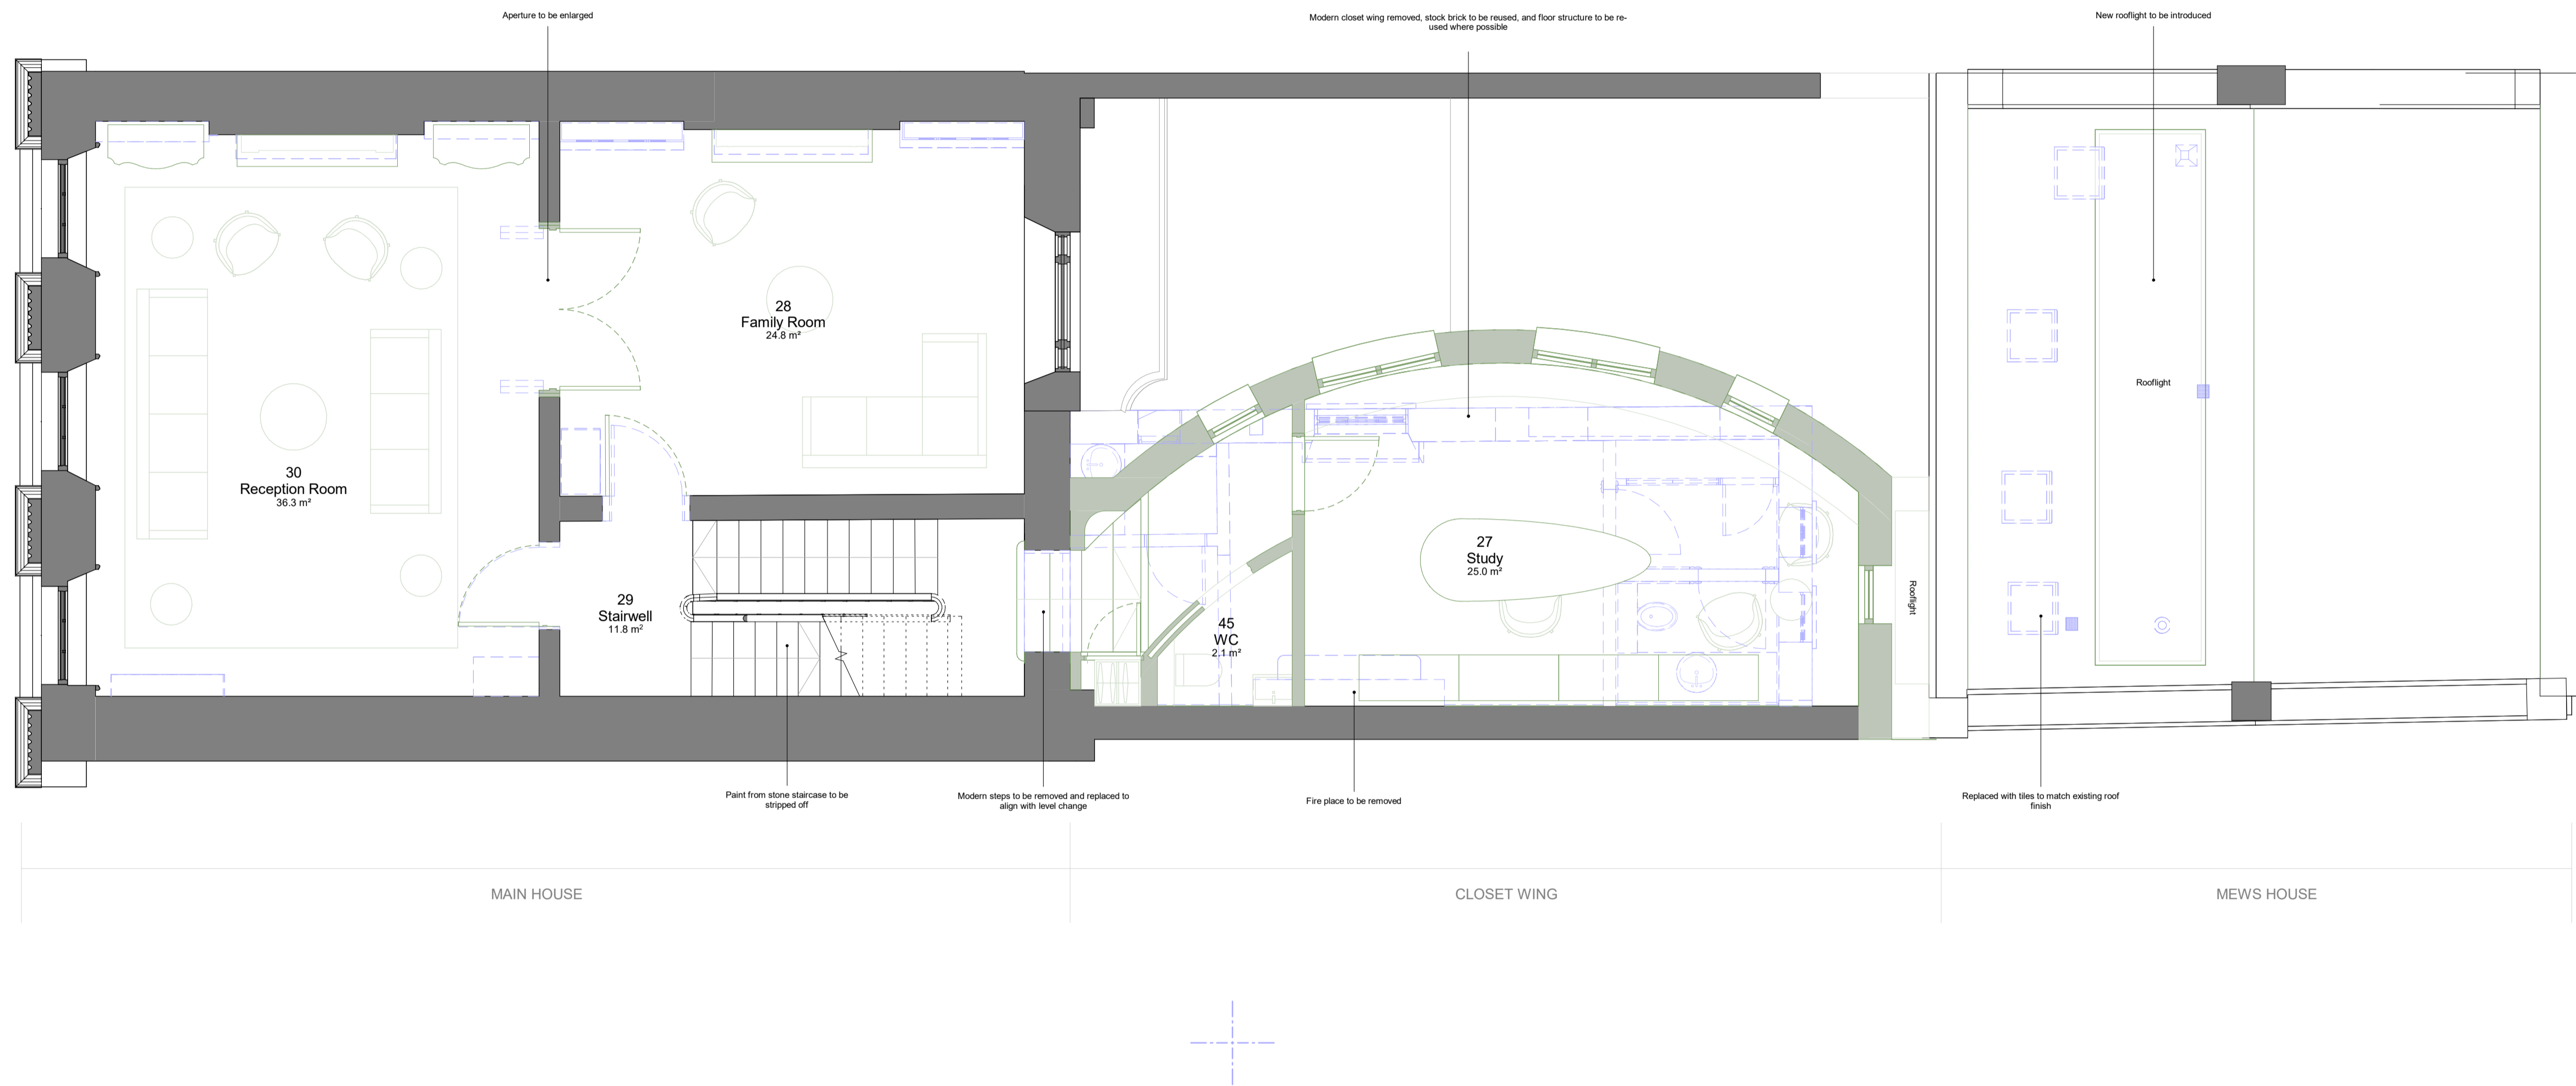 Aperture to be enlarged
Modern closet wing removed, stock brick to be reused, and floor structure to be re-
used where possible
New rooflight to be introduced
28
Family Room
24.8 m²
Rooflight
30
Reception Room
36.3 m²
27
Study
25.0 m²
Rooflight
29
Stairwell
11.8 m²
45
WC
2.1 m²
Paint from stone staircase to be
stripped off
Modern steps to be removed and replaced to
align with level change
Fire place to be removed
Replaced with tiles to match existing roof
finish
MAIN HOUSE
CLOSET WING
MEWS HOUSE